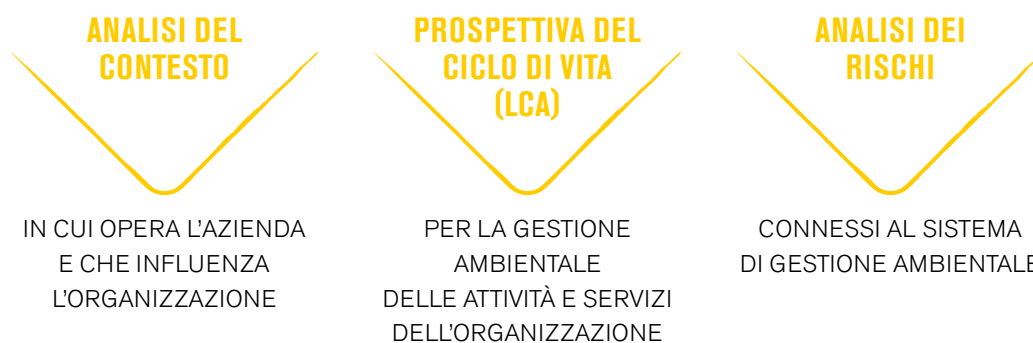 ANALISI DEL
CONTESTO
IN CUI OPERA L'AZIENDA
E CHE INFLUENZA
L'ORGANIZZAZIONE
PROSPETTIVA DEL
CICLO DI VITA
(LCA)
PER LA GESTIONE
AMBIENTALE
DELLE ATTIVITÀ E SERVIZI
DELL'ORGANIZZAZIONE
ANALISI DEI
RISCHI
CONNESSI AL SISTEMA
DI GESTIONE AMBIENTALE